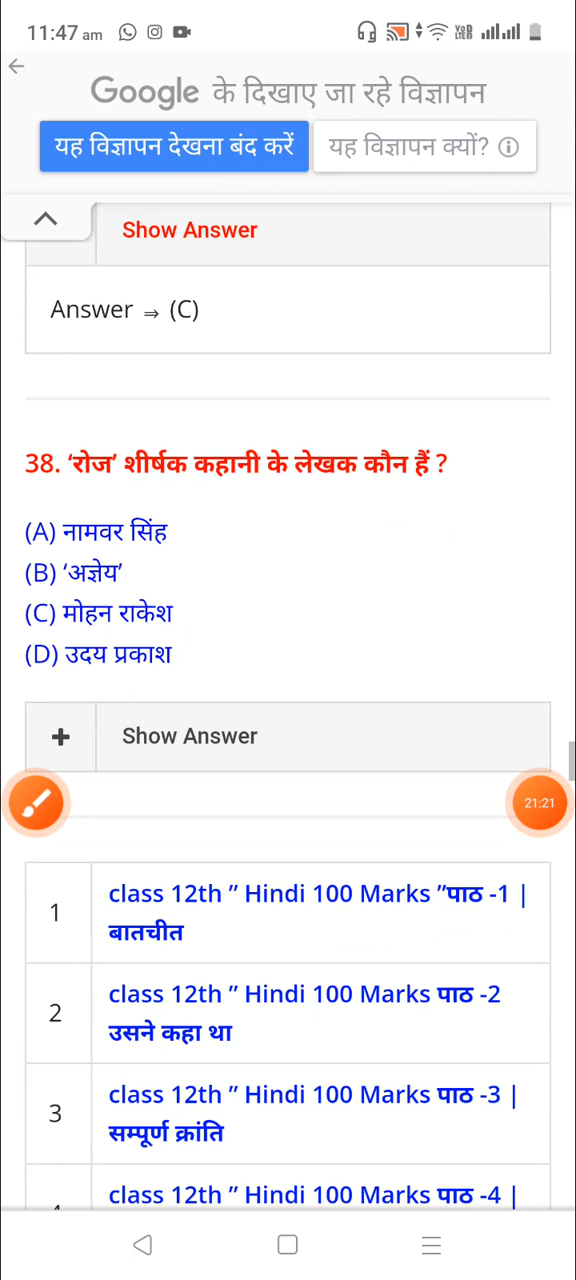 11:47 am
Google के दिखाए जा रहे विज्ञापन
यह विज्ञापन देखना बंद करें
यह विज्ञापन क्यों?
Show Answer
Answer ⇒ (C)
38. ‘रोज’ शीर्षक कहानी के लेखक कौन हैं ?
(A) नामवर सिंह
(B) ‘अज्ञेय’
(C) मोहन राकेश
(D) उदय प्रकाश
+ Show Answer
21:21
1 class 12th ” Hindi 100 Marks ”पाठ -1 |
बातचीत
2 class 12th ” Hindi 100 Marks पाठ -2
उसने कहा था
3 class 12th ” Hindi 100 Marks पाठ -3 |
सम्पूर्ण क्रांति
class 12th ” Hindi 100 Marks पाठ -4 |